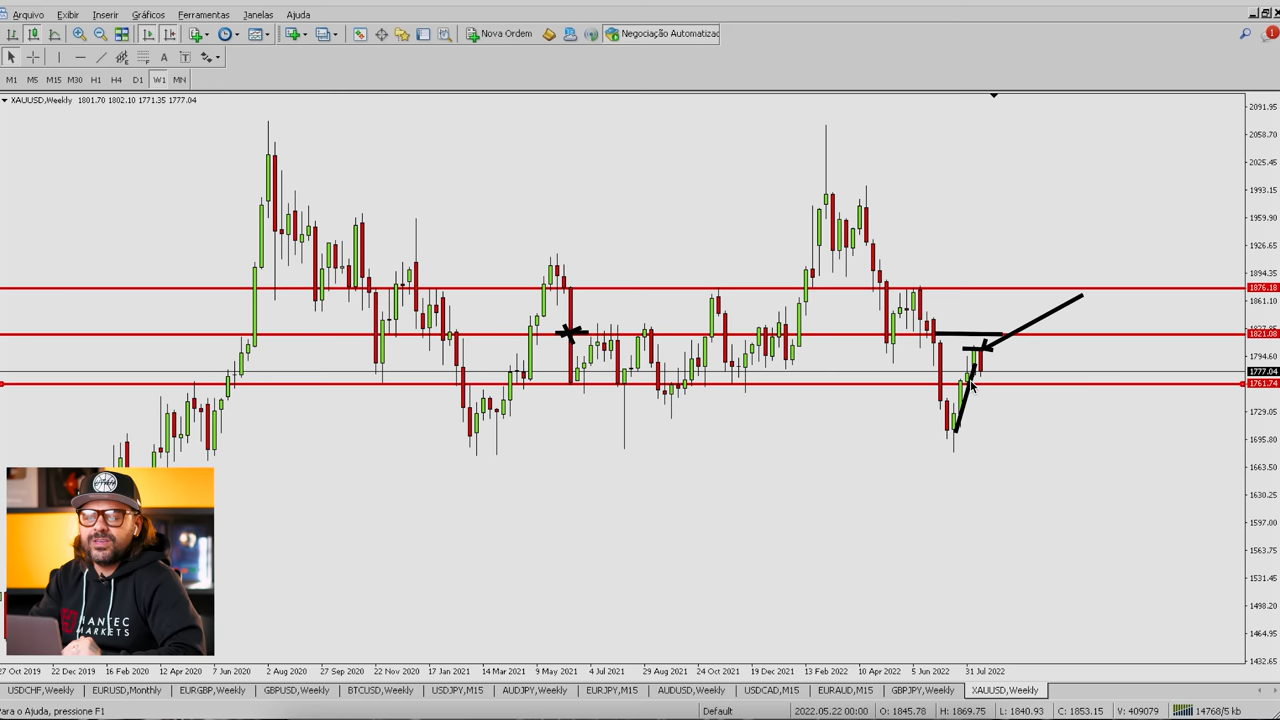 Arquivo Exibir Inserir Gráficos Ferramentas Janelas Ajuda
Nova Ordem Negociação Automatizac
1
A T
M1 M5 M15 M30 H1 H4 D1 W1 MN
XAUUSD,Weekly 1801.70 1802.10 1771.35 1777.04
2091.95
2058.70
2025.45
1993.15
1959.90
1926.65
1894.35
1876.18
1861.10
1821.08
1794.60
1777.04
1761.74
1729.05
1695.80
1663.50
1630.25
1597.00
1563.75
1531.45
1498.20
1464.95
1432.65
HANTEC
MARKETS
27 Oct 2019 22 Dec 2019 16 Feb 2020 12 Apr 2020 7 Jun 2020 2 Aug 2020 27 Sep 2020 22 Nov 2020 17 Jan 2021 14 Mar 2021 9 May 2021 4 Jul 2021 29 Aug 2021 24 Oct 2021 19 Dec 2021 13 Feb 2022 10 Apr 2022 5 Jun 2022 31 Jul 2022
USDCHF,Weekly EURUSD,Monthly EURGBP,Weekly GBPUSD,Weekly BTCUSD,Weekly USDJPY,M15 AUDJPY,Weekly EURJPY,M15 AUDUSD,Weekly USDCAD,M15 EURAUD,M15 GBPJPY,Weekly XAUUSD,Weekly
Para o Ajuda, pressione F1 Default 2022.05.22 00:00 O: 1845.78 H: 1869.75 L: 1840.93 C: 1853.15 V: 409079 14768/5 kb